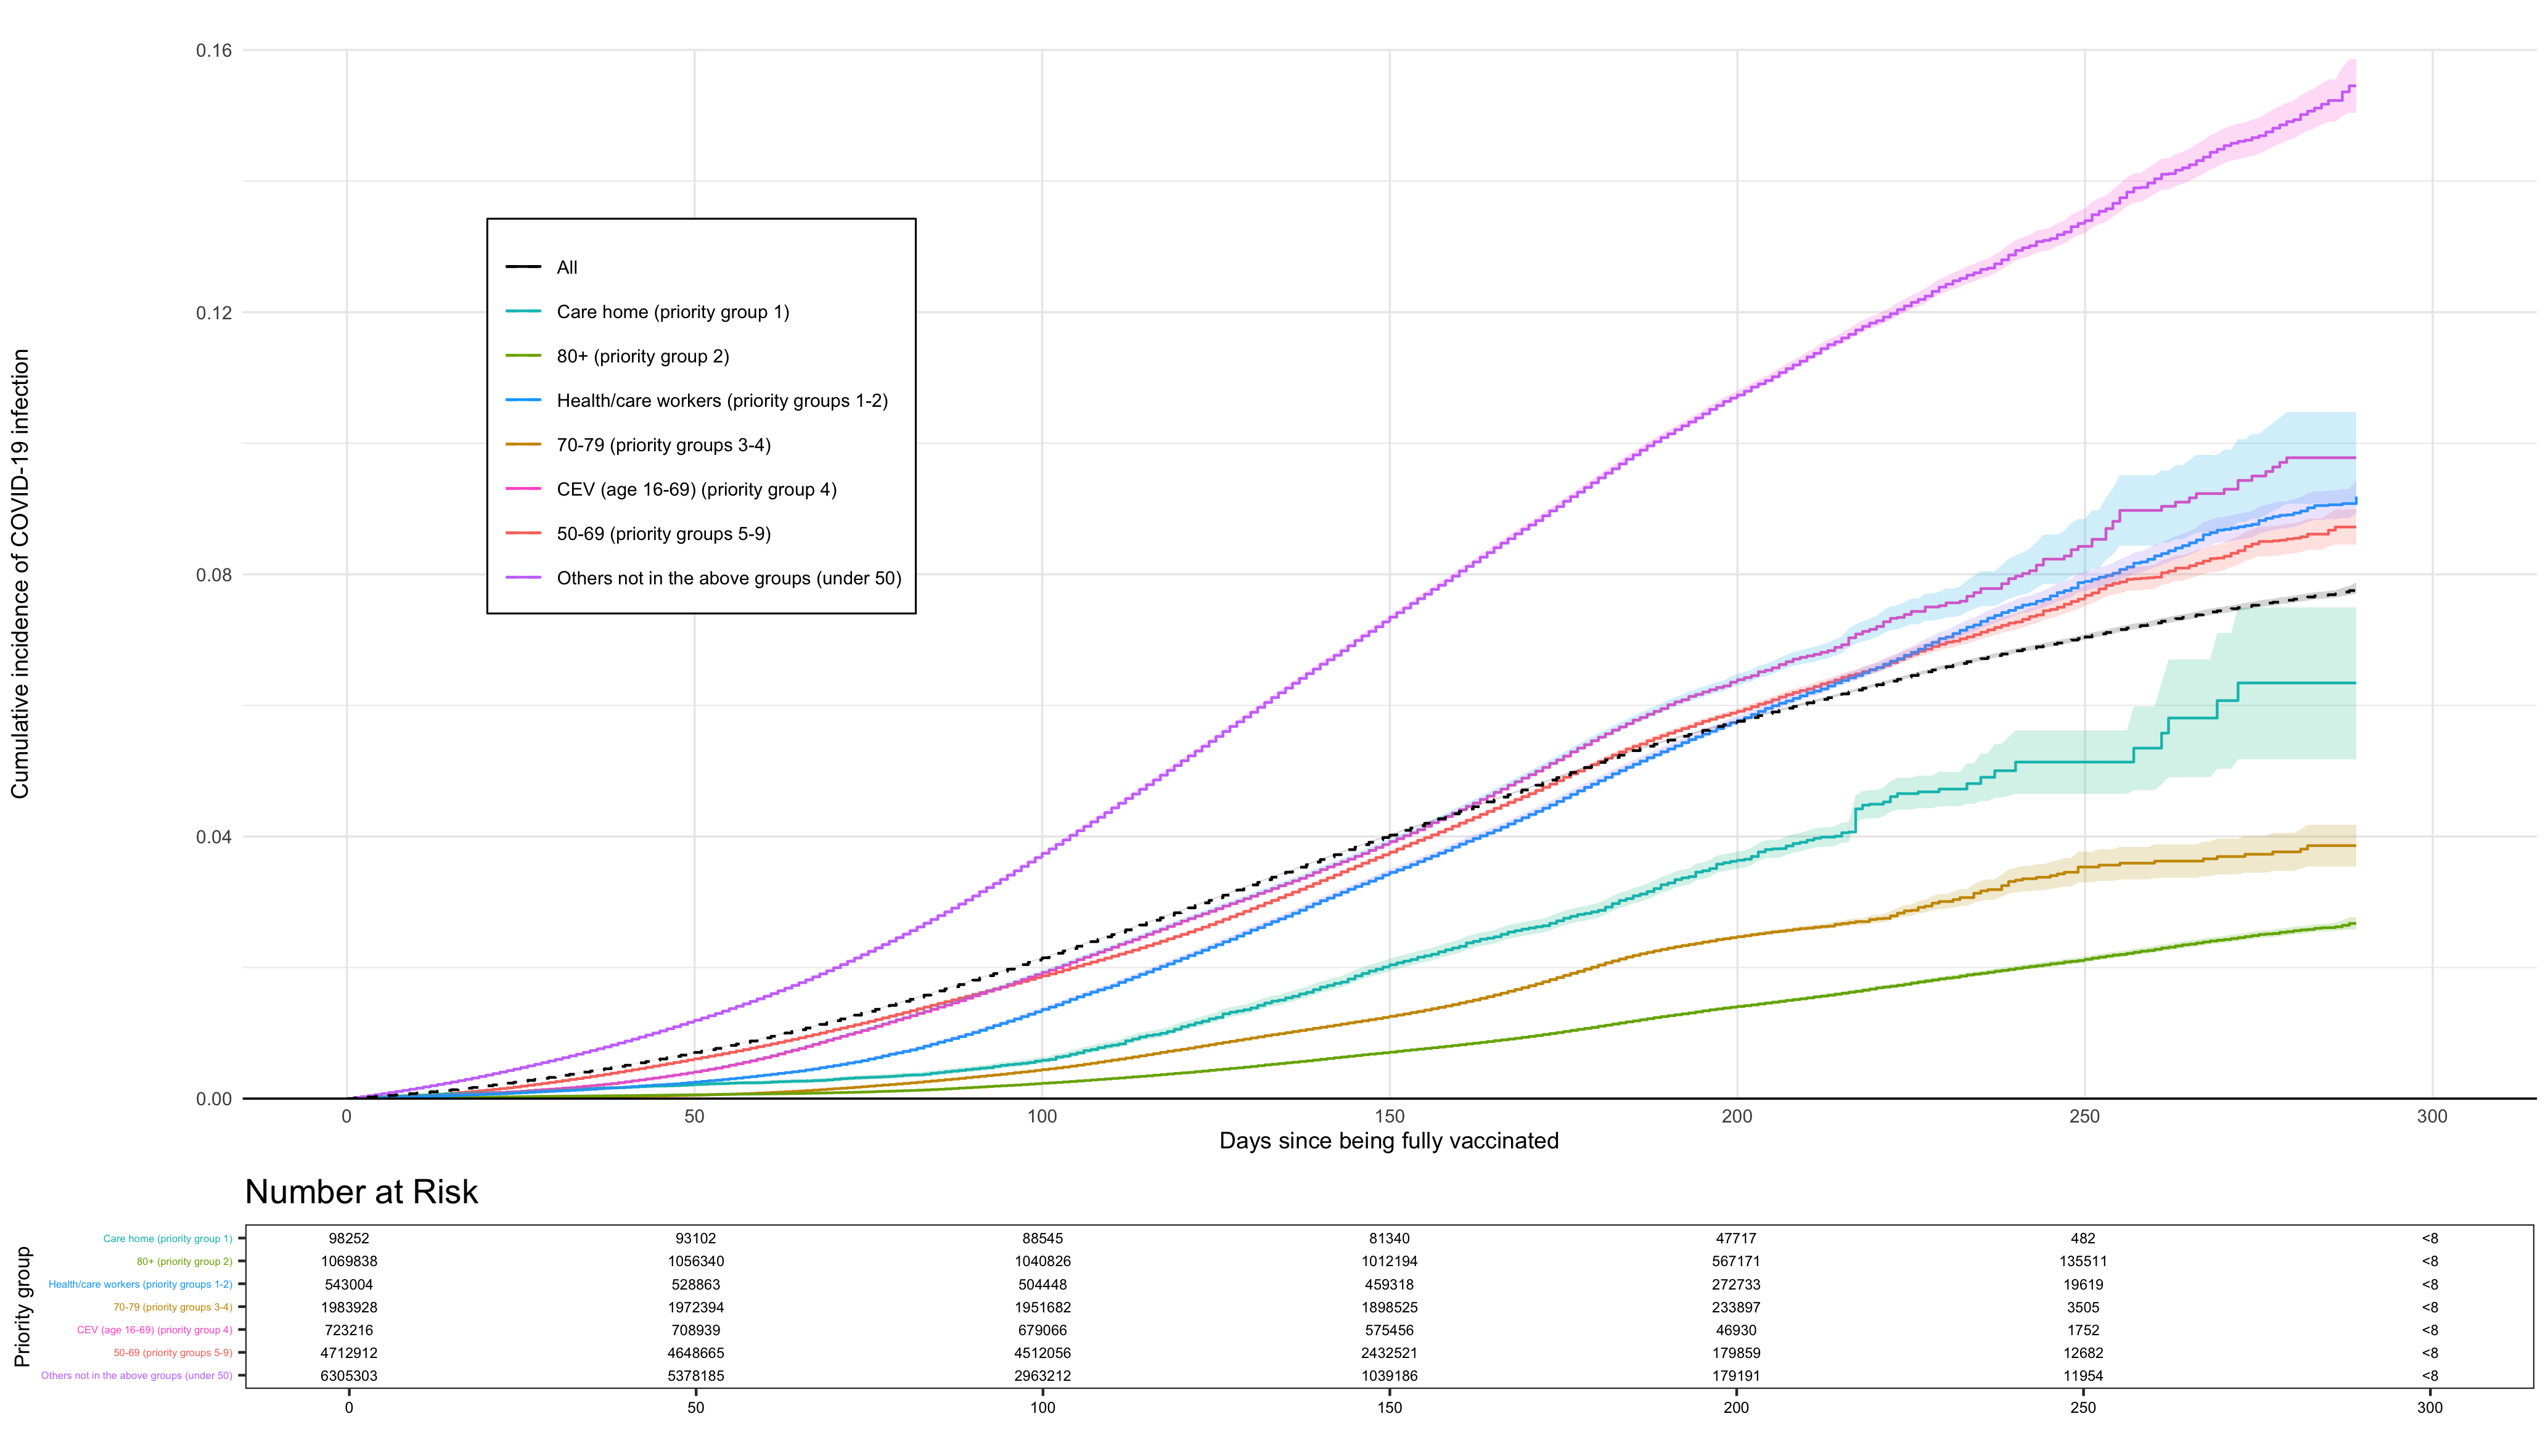 0.16
0.12
0.08
0.04
0.00
Cumulative incidence of COVID-19 infection
All
Care home (priority group 1)
80+ (priority group 2)
Health/care workers (priority groups 1-2)
70-79 (priority groups 3-4)
CEV (age 16-69) (priority group 4)
50-69 (priority groups 5-9)
Others not in the above groups (under 50)
0 50 100 150 200 250 300
Days since being fully vaccinated
Number at Risk
Priority group
Care home (priority group 1) 98252 93102 88545 81340 47717 482 <8
80+ (priority group 2) 1069838 1056340 1040826 1012194 567171 135511 <8
Health/care workers (priority groups 1-2) 543004 528863 504448 459318 272733 19619 <8
70-79 (priority groups 3-4) 1983928 1972394 1951682 1898525 233897 3505 <8
CEV (age 16-69) (priority group 4) 723216 708939 679066 575456 46930 1752 <8
50-69 (priority groups 5-9) 4712912 4648665 4512056 2432521 179859 12682 <8
Others not in the above groups (under 50) 6305303 5378185 2963212 1039186 179191 11954 <8
0 50 100 150 200 250 300